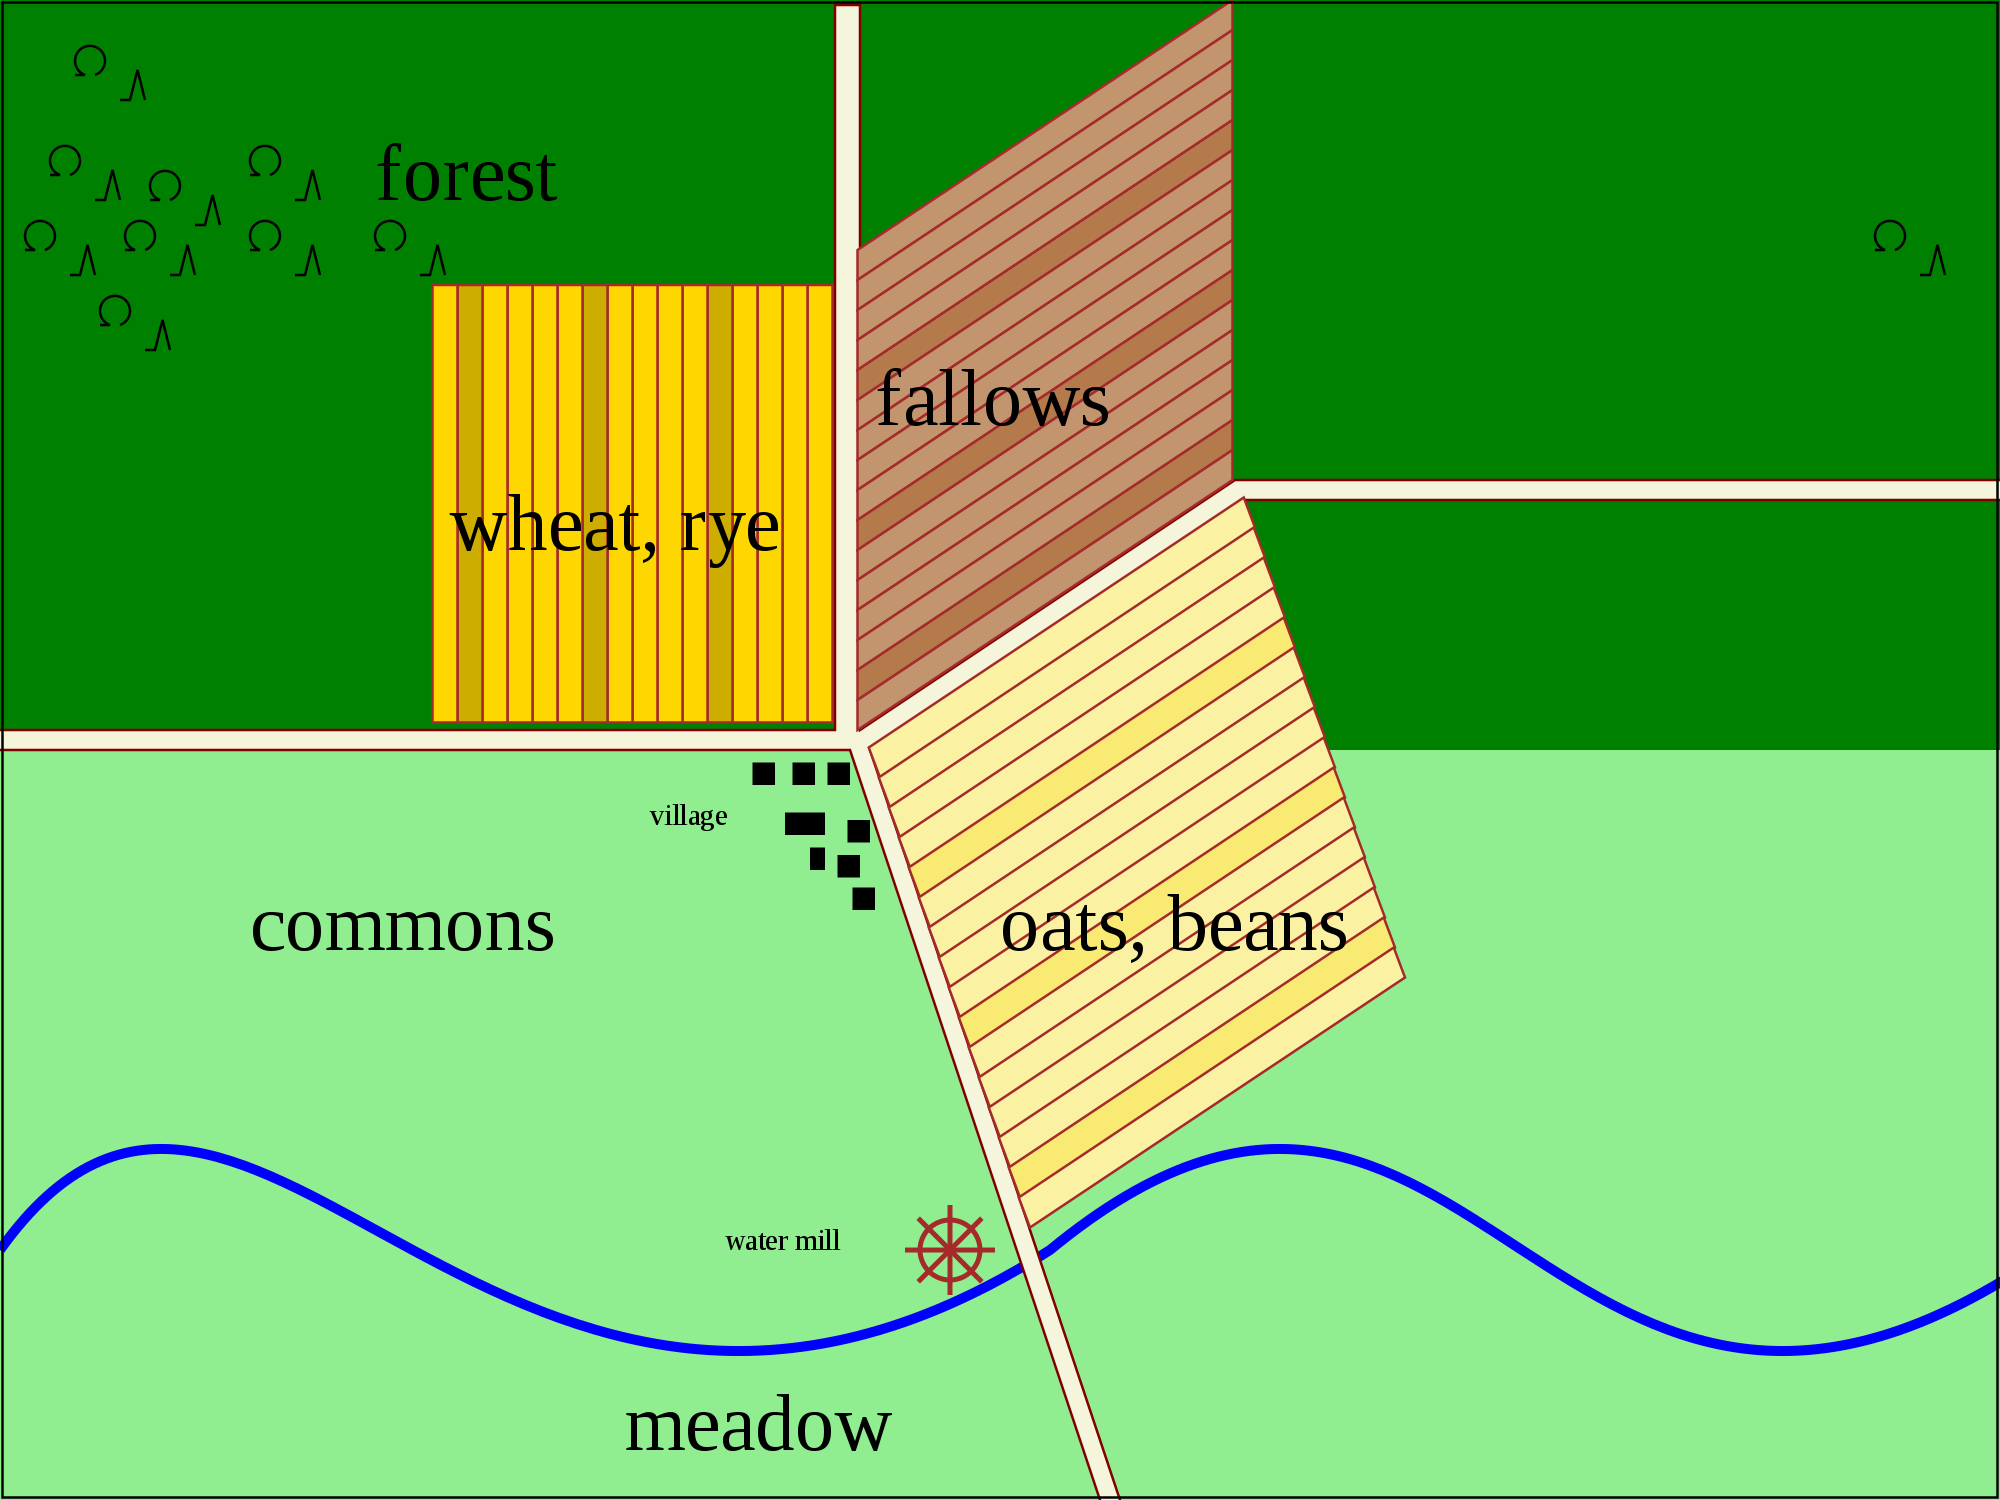 forest
fallows
wheat, rye
village
commons
oats, beans
water mill
meadow